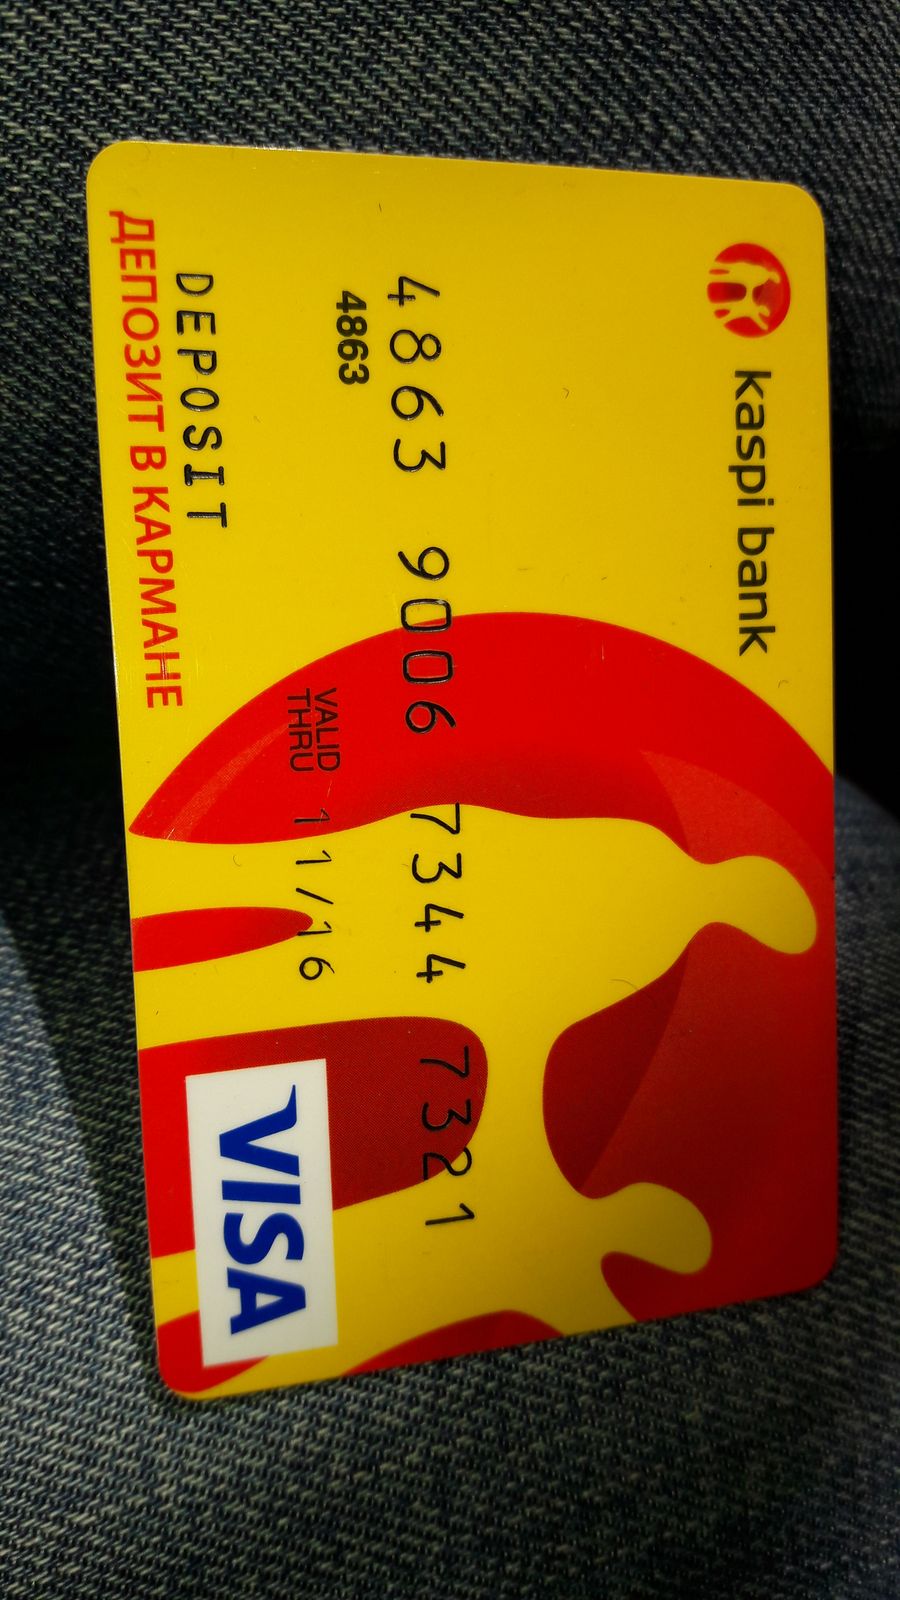 kaspi bank
4863 9006 7344 7321
4863
VALID
THRU 11/16
DEPOSIT
ДЕПОЗИТ В КАРМАНЕ
VISA